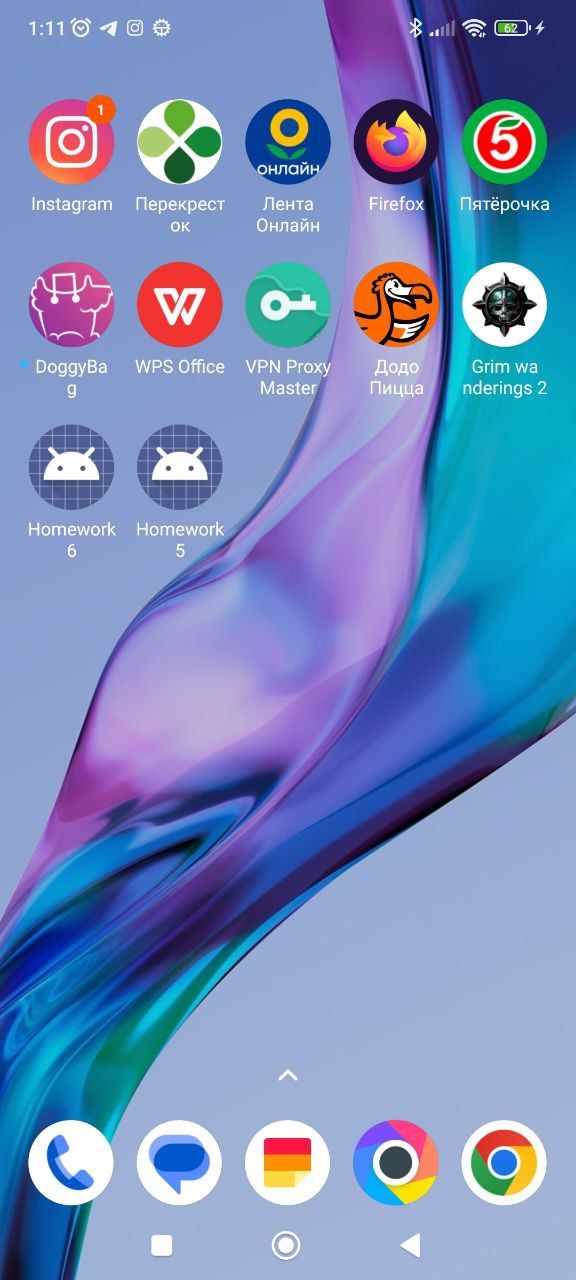 1:11
62
1
онлайн
5
Instagram
Перекрест
ок
Лента
Онлайн
Firefox
Пятёрочка
DoggyBa
g
WPS Office
VPN Proxy
Master
Додо
Пицца
Grim wa
nderings 2
Homework
6
Homework
5